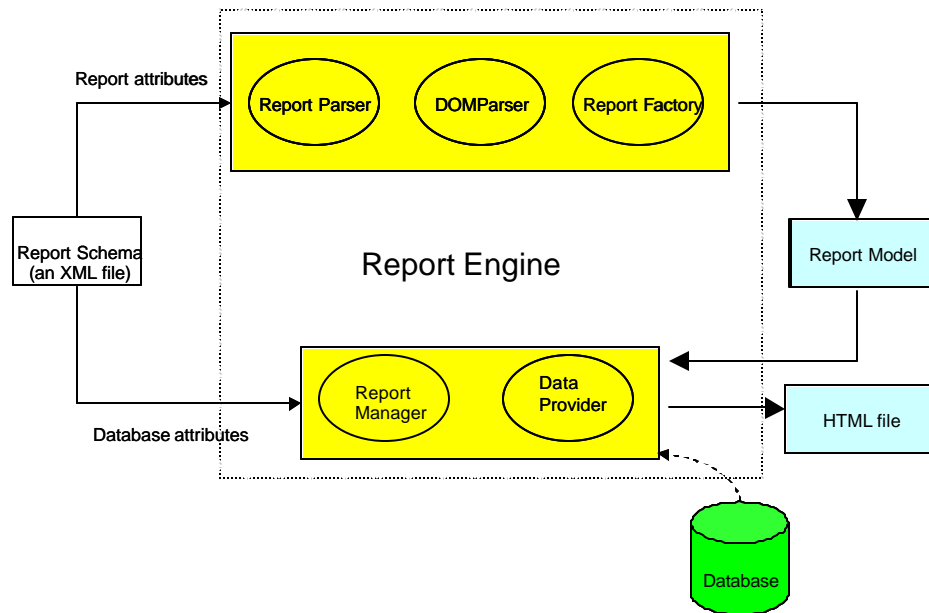 Report attributes
Report Parser
DOMParser
Report Factory
Report Schema
(an XML file)
Report Engine
Report Model
Report
Manager
Data
Provider
HTML file
Database attributes
Database